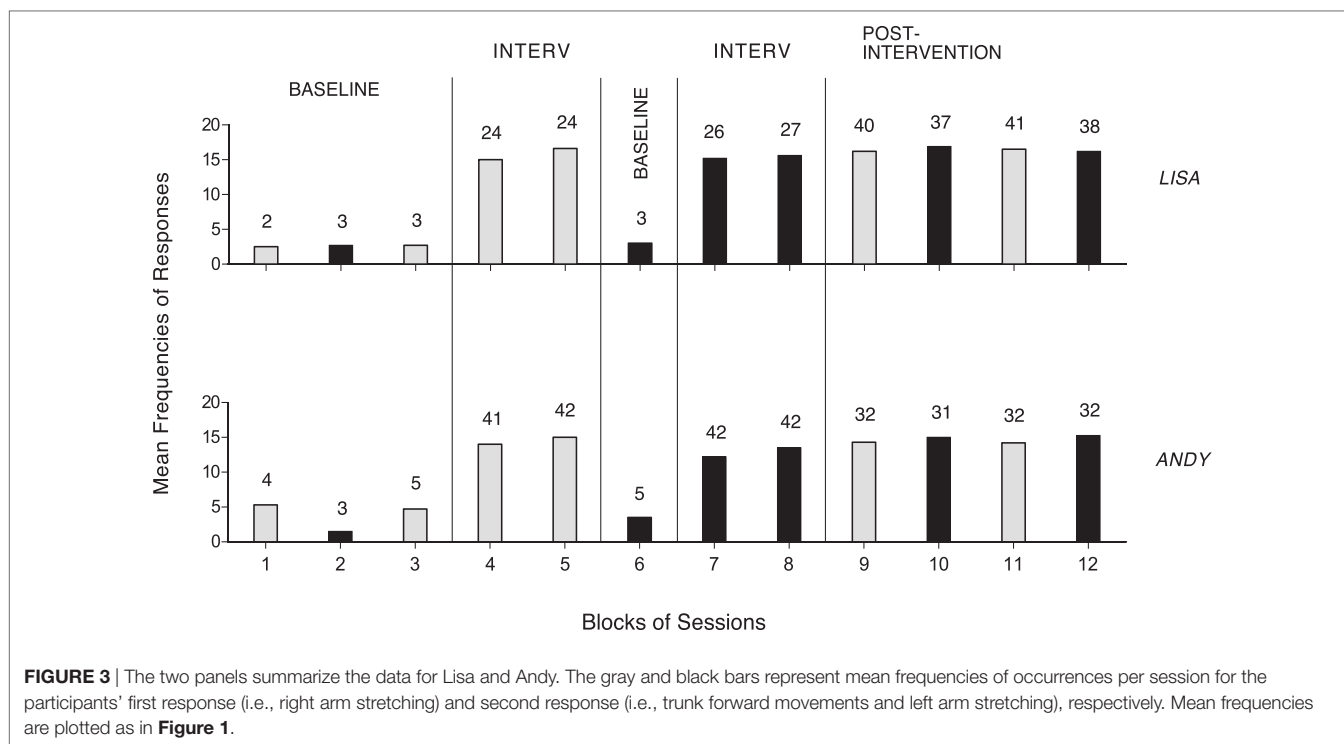 POST-
INTERVENTION
INTERV
INTERV
BASELINE
BASELINE
20
15
10
5
0
2
3
3
24
24
3
26
27
40
37
41
38
LISA
Mean Frequencies of Responses
20
15
10
5
0
4
3
5
41
42
5
42
42
32
31
32
32
ANDY
1 2 3 4 5 6 7 8 9 10 11 12
Blocks of Sessions
FIGURE 3 | The two panels summarize the data for Lisa and Andy. The gray and black bars represent mean frequencies of occurrences per session for the
participants' first response (i.e., right arm stretching) and second response (i.e., trunk forward movements and left arm stretching), respectively. Mean frequencies
are plotted as in Figure 1.